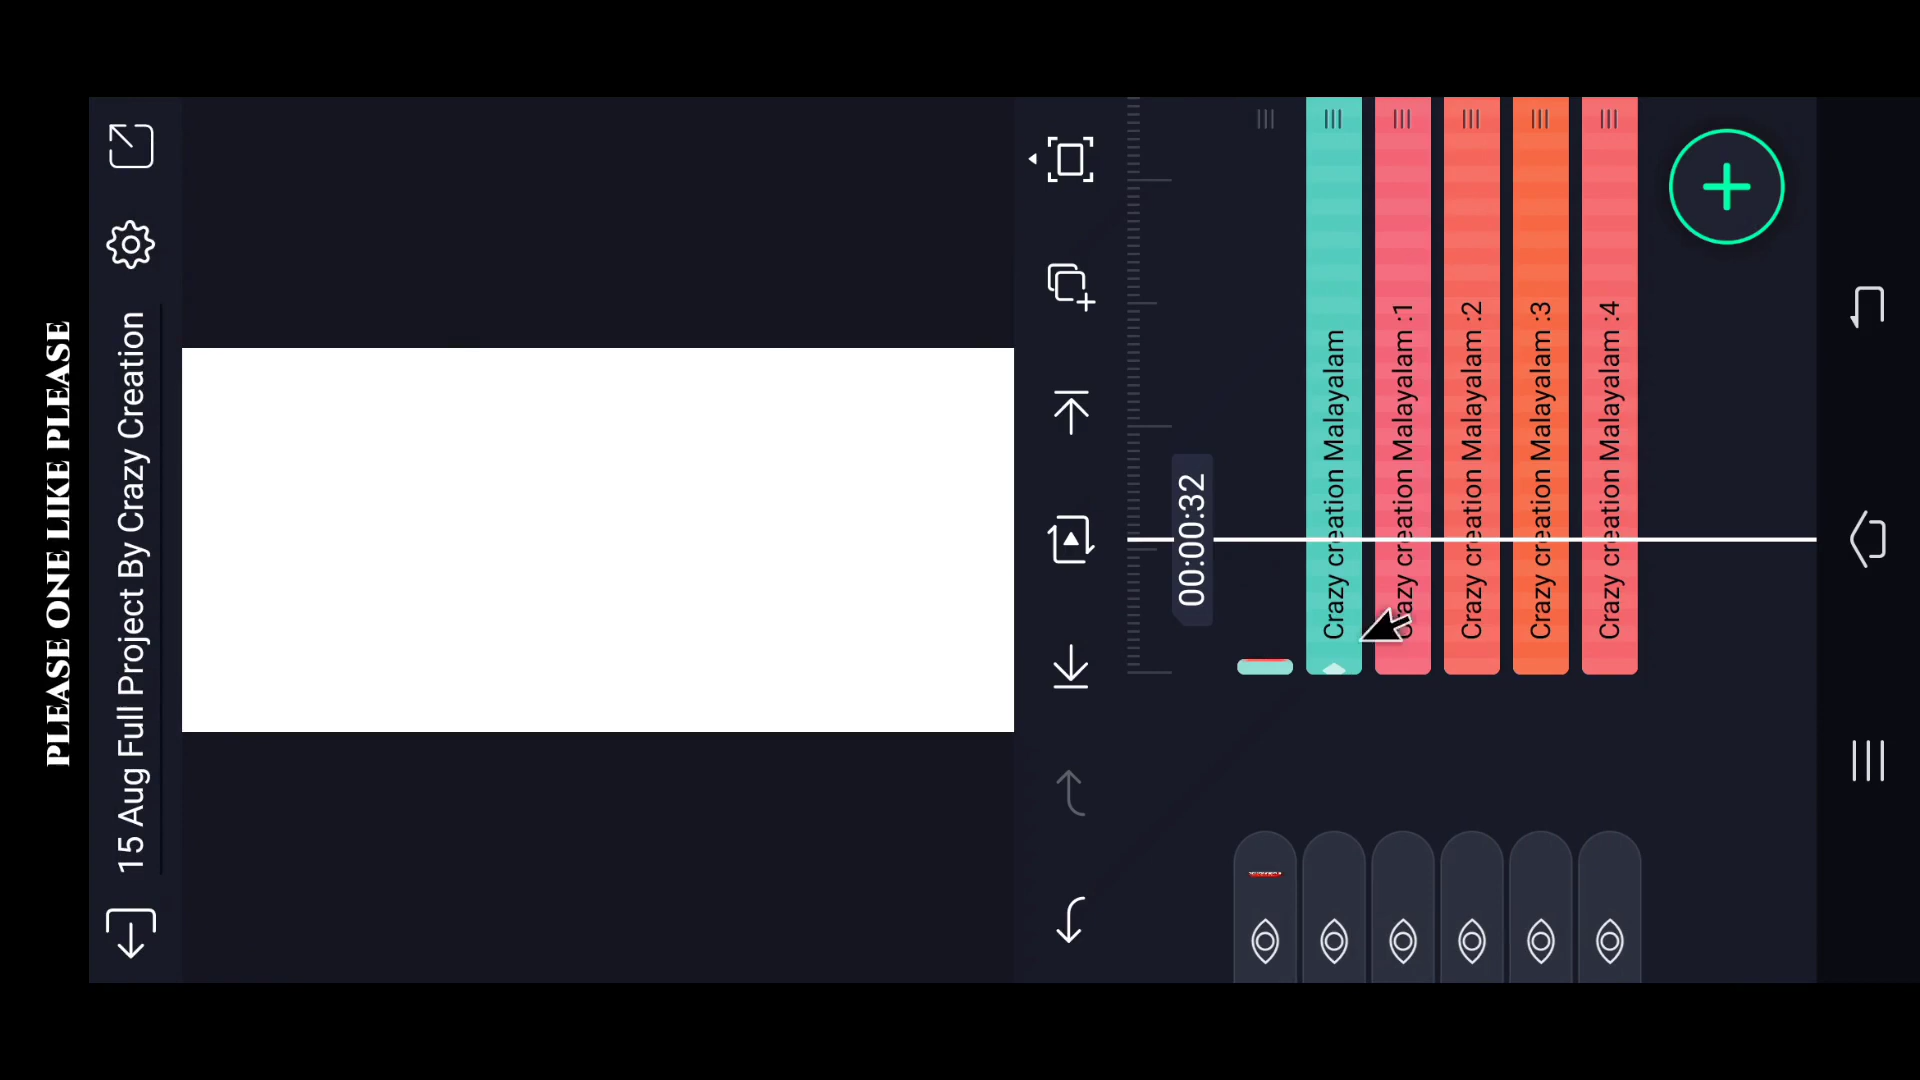 PLEASE ONE LIKE PLEASE
15 Aug Full Project By Crazy Creation
00:00:32
Crazy creation Malayalam
Crazy creation Malayalam :1
Crazy creation Malayalam :2
Crazy creation Malayalam :3
Crazy creation Malayalam :4